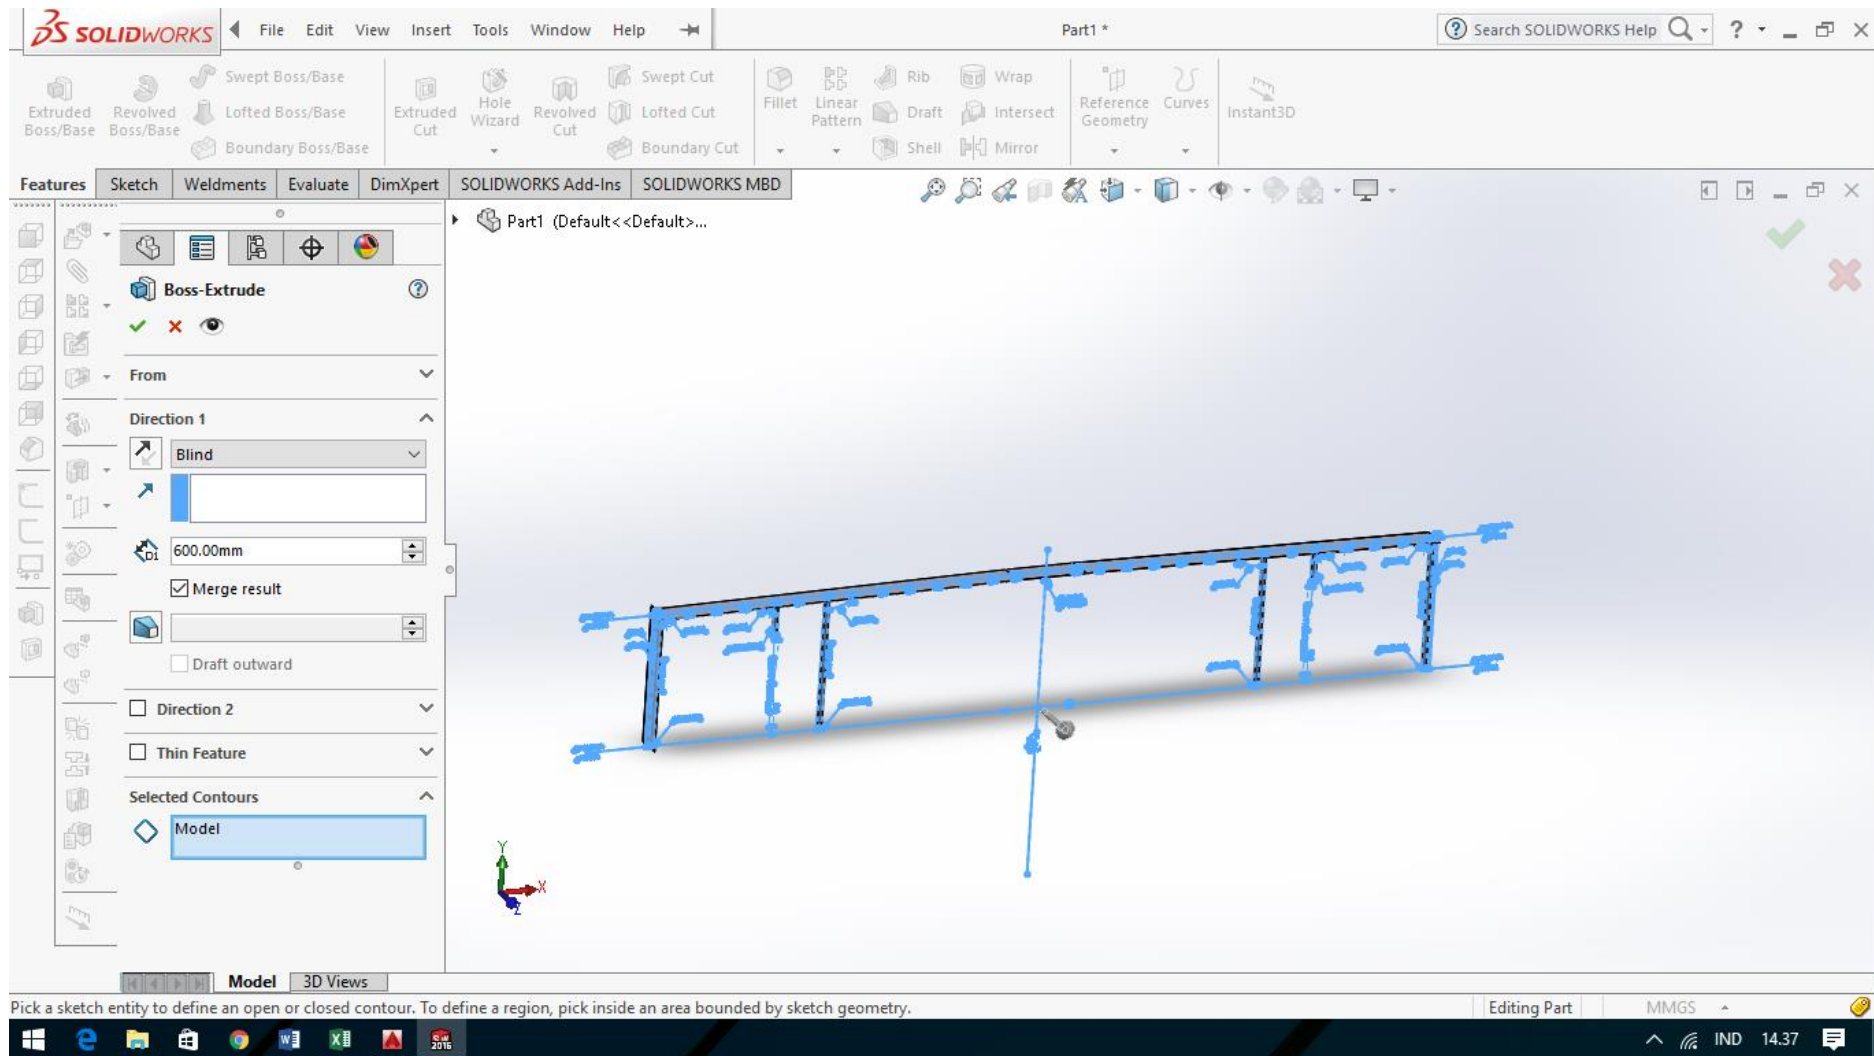 SOLIDWORKS File Edit View Insert Tools Window Help Part1 * Search SOLIDWORKS Help ?
Extruded Boss/Base
Revolved Boss/Base
Swept Boss/Base
Lofted Boss/Base
Boundary Boss/Base
Extruded Cut
Hole Wizard
Revolved Cut
Swept Cut
Lofted Cut
Boundary Cut
Fillet
Linear Pattern
Rib
Draft
Shell
Wrap
Intersect
Mirror
Reference Geometry
Curves
Instant3D
Features Sketch Weldments Evaluate DimXpert SOLIDWORKS Add-Ins SOLIDWORKS MBD
Part1 (Default<<Default>...
Boss-Extrude
From
Direction 1
Blind
D1 600.00mm
Merge result
Draft outward
Direction 2
Thin Feature
Selected Contours
Model
Y
X
Z
Model 3D Views
Pick a sketch entity to define an open or closed contour. To define a region, pick inside an area bounded by sketch geometry. Editing Part MMGS
SW 2016 IND 14.37